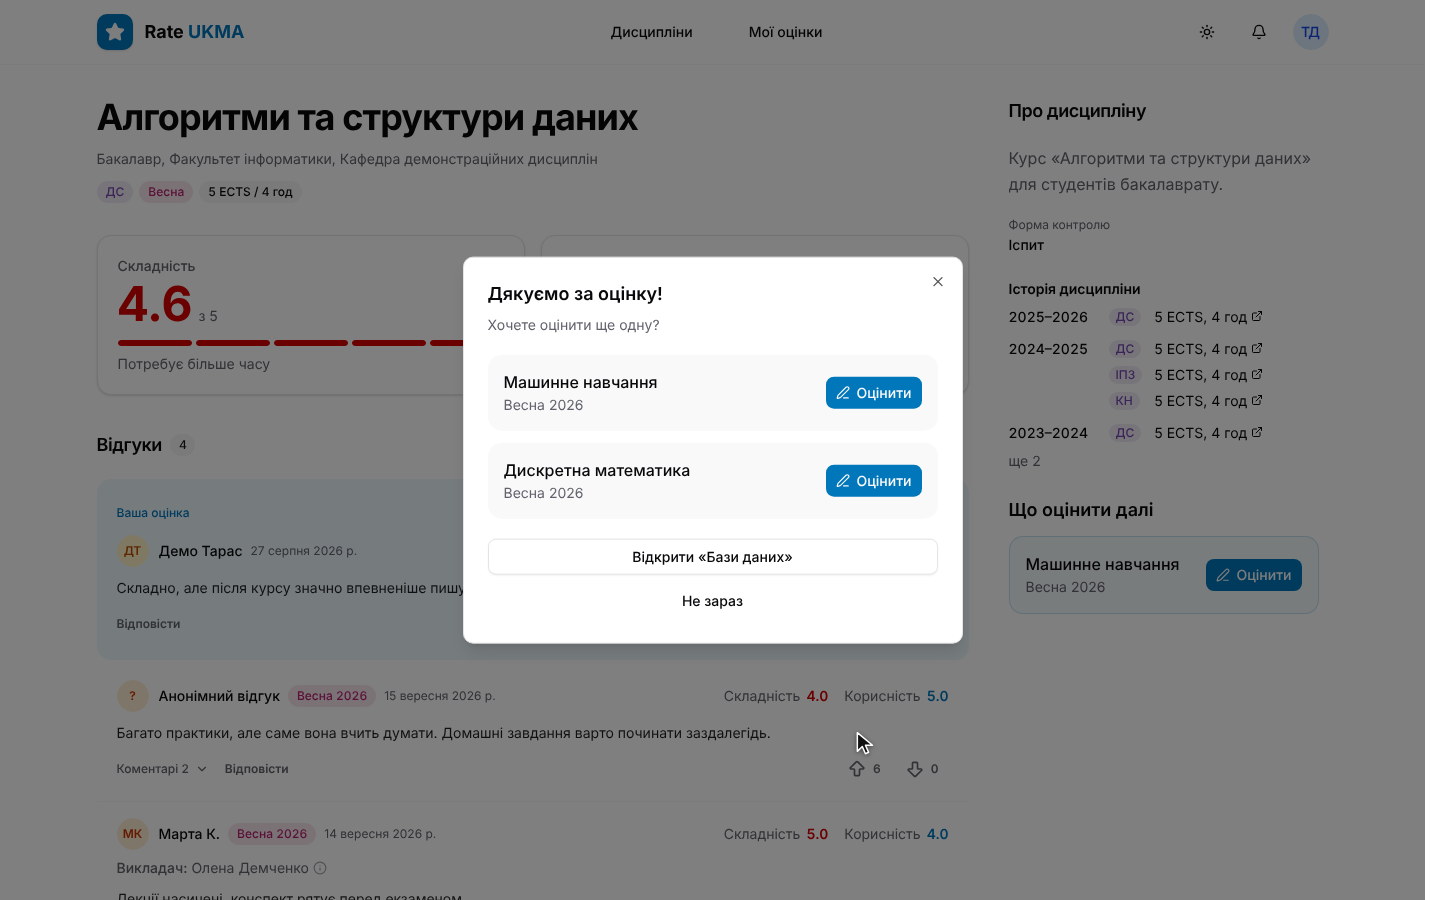 Rate UKMA
Дисципліни
Мої оцінки
ТД
Алгоритми та структури даних
Бакалавр, Факультет інформатики, Кафедра демонстраційних дисциплін
ДС Весна 5 ECTS / 4 год
Складність
4.6 з 5
Потребує більше часу
Відгуки 4
Ваша оцінка
ДТ Демо Тарас 27 серпня 2026 р.
Складно, але після курсу значно впевненіше пишу
Відповісти
? Анонімний відгук Весна 2026 15 вересня 2026 р. Складність 4.0 Корисність 5.0
Багато практики, але саме вона вчить думати. Домашні завдання варто починати заздалегідь.
Коментарі 2 Відповісти 6 0
МК Марта К. Весна 2026 14 вересня 2026 р. Складність 5.0 Корисність 4.0
Викладач: Олена Демченко
Лекції насичені, конспект рятує перед екзаменом.
Дякуємо за оцінку!
Хочете оцінити ще одну?
Машинне навчання
Весна 2026
Оцінити
Дискретна математика
Весна 2026
Оцінити
Відкрити «Бази даних»
Не зараз
Про дисципліну
Курс «Алгоритми та структури даних»
для студентів бакалаврату.
Форма контролю
Іспит
Історія дисципліни
2025–2026 ДС 5 ECTS, 4 год
2024–2025 ДС 5 ECTS, 4 год
ІПЗ 5 ECTS, 4 год
КН 5 ECTS, 4 год
2023–2024 ДС 5 ECTS, 4 год
ще 2
Що оцінити далі
Машинне навчання
Весна 2026
Оцінити